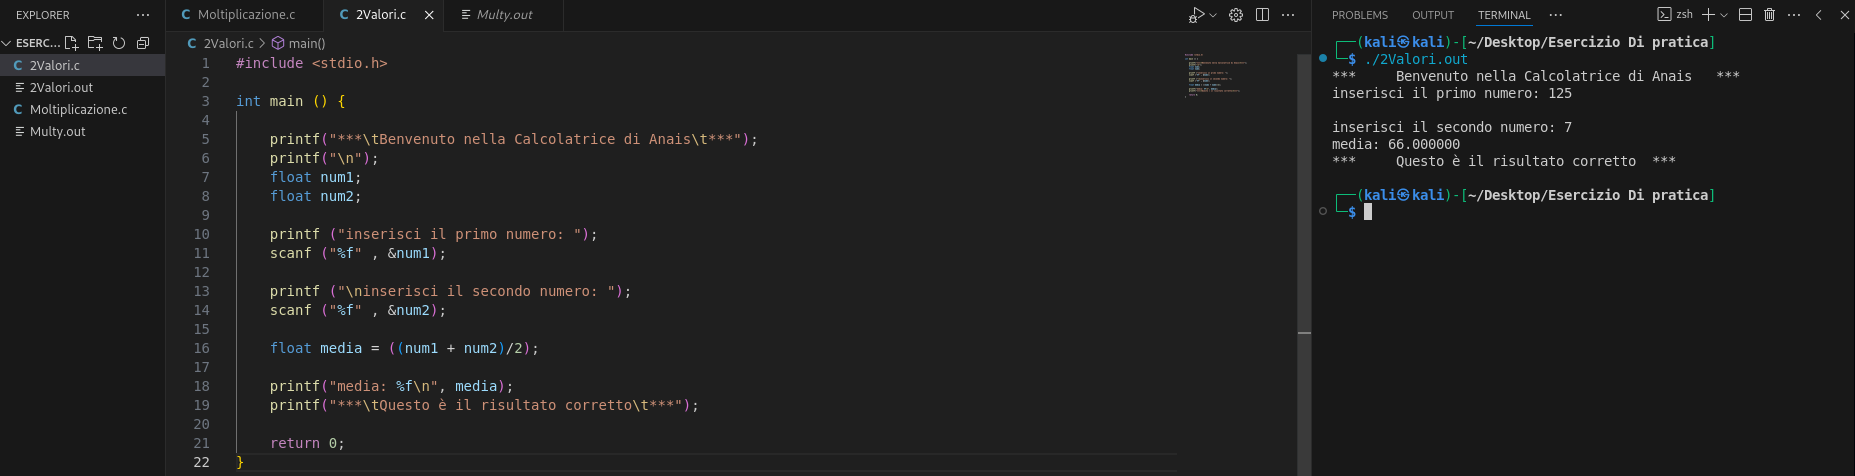 EXPLORER ···
ESERC...
2Valori.c
2Valori.out
Moltiplicazione.c
Multy.out
Moltiplicazione.c 2Valori.c Multy.out
2Valori.c > main()
1 #include <stdio.h>
2
3 int main () {
4
5 printf("***\tBenvenuto nella Calcolatrice di Anais\t***");
6 printf("\n");
7 float num1;
8 float num2;
9
10 printf ("inserisci il primo numero: ");
11 scanf ("%f" , &num1);
12
13 printf ("\ninserisci il secondo numero: ");
14 scanf ("%f" , &num2);
15
16 float media = ((num1 + num2)/2);
17
18 printf("media: %f\n", media);
19 printf("***\tQuesto è il risultato corretto\t***");
20
21 return 0;
22 }
PROBLEMS OUTPUT TERMINAL ··· zsh
┌──(kali㉿kali)-[~/Desktop/Esercizio Di pratica]
└─$ ./2Valori.out
*** Benvenuto nella Calcolatrice di Anais ***
inserisci il primo numero: 125
inserisci il secondo numero: 7
media: 66.000000
*** Questo è il risultato corretto ***
┌──(kali㉿kali)-[~/Desktop/Esercizio Di pratica]
└─$